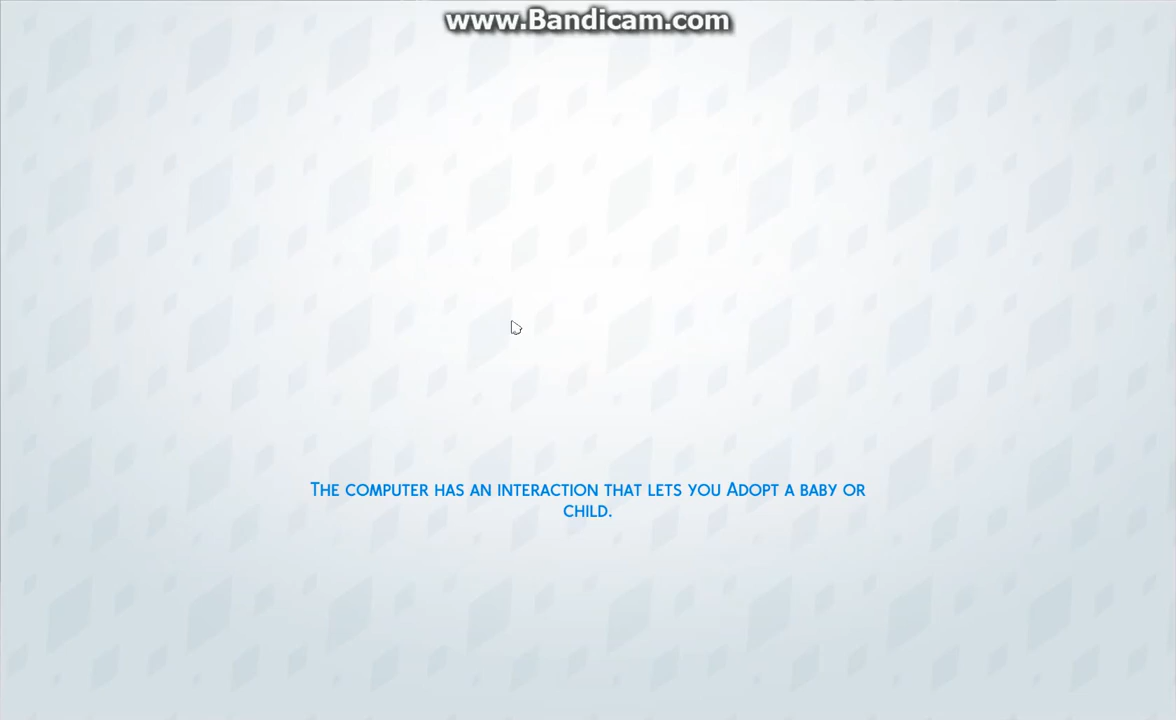 www.Bandicam.com
The computer has an interaction that lets you Adopt a baby or
child.